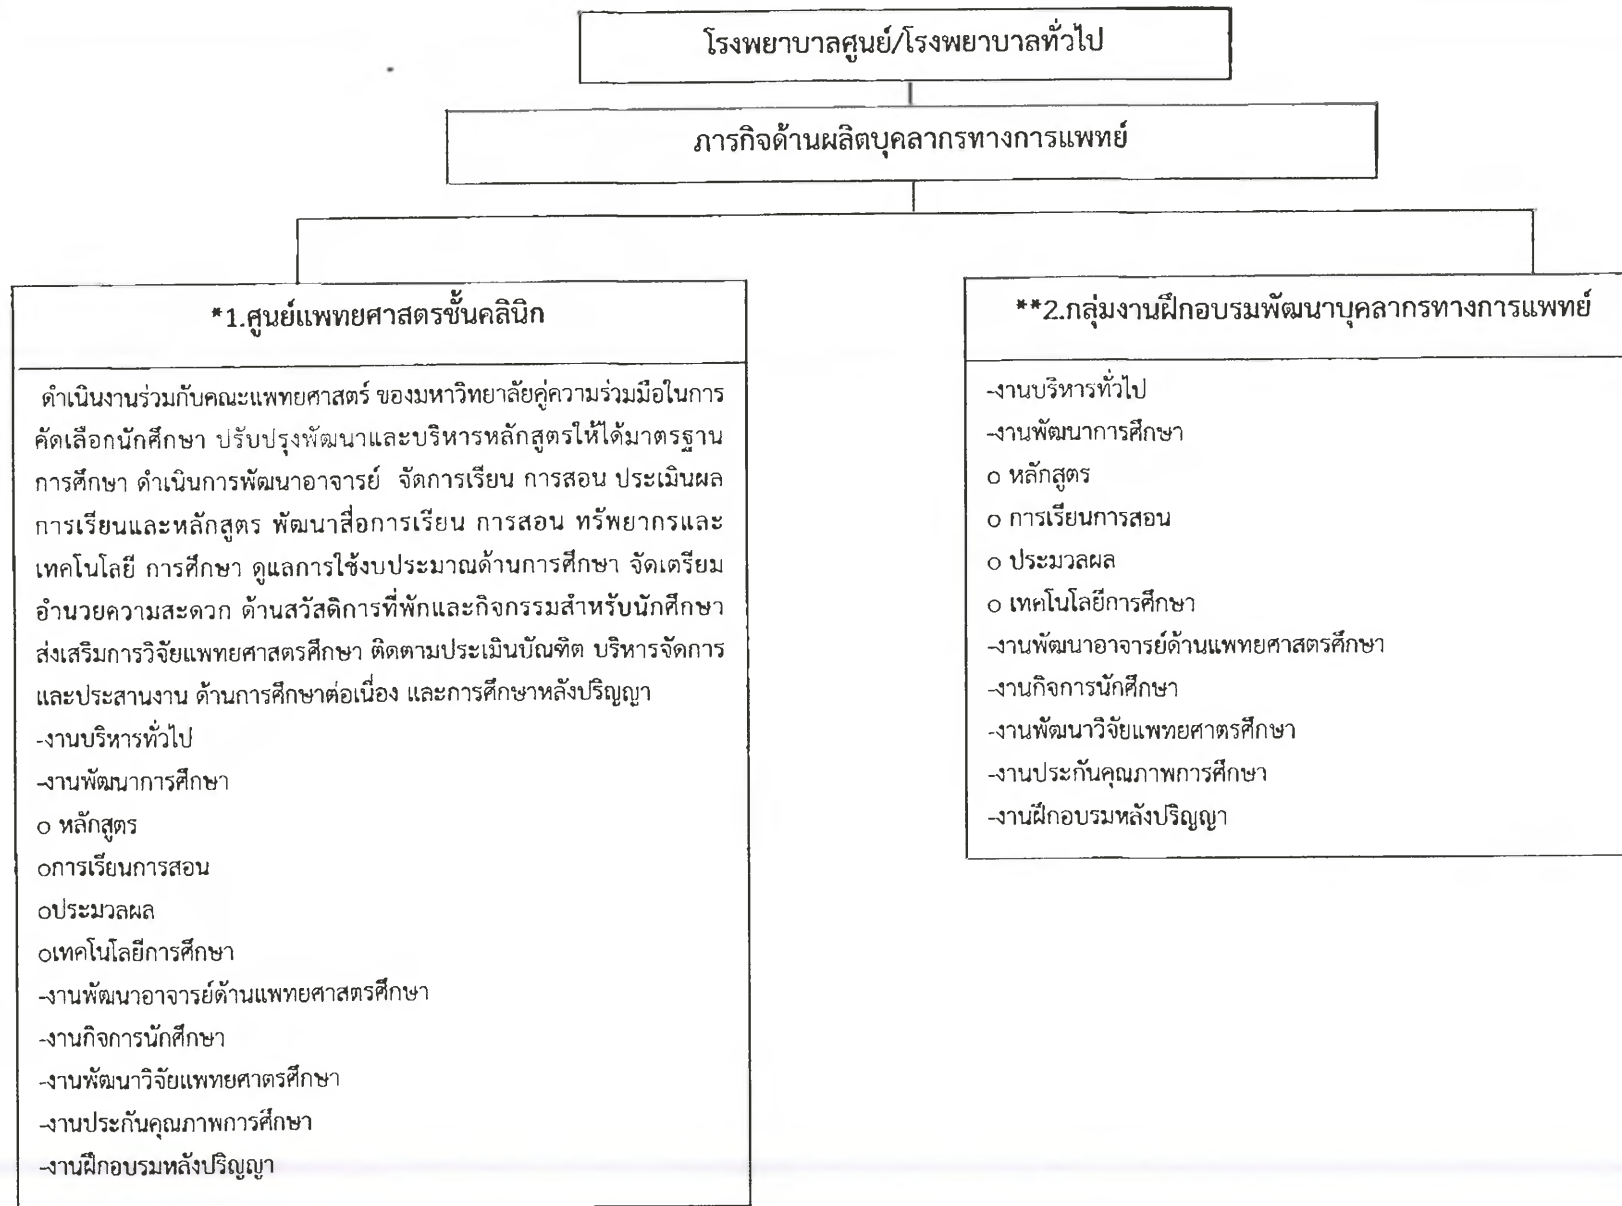 โรงพยาบาลศูนย์/โรงพยาบาลทั่วไป
ภารกิจด้านผลิตบุคลากรทางการแพทย์
*1.ศูนย์แพทยศาสตรชั้นคลินิก
ดำเนินงานร่วมกับคณะแพทยศาสตร์ ของมหาวิทยาลัยคู่ความร่วมมือในการ
คัดเลือกนักศึกษา ปรับปรุงพัฒนาและบริหารหลักสูตรให้ได้มาตรฐาน
การศึกษา ดำเนินการพัฒนาอาจารย์ จัดการเรียน การสอน ประเมินผล
การเรียนและหลักสูตร พัฒนาสื่อการเรียน การสอน ทรัพยากรและ
เทคโนโลยี การศึกษา ดูแลการใช้งบประมาณด้านการศึกษา จัดเตรียม
อำนวยความสะดวก ด้านสวัสดิการที่พักและกิจกรรมสำหรับนักศึกษา
ส่งเสริมการวิจัยแพทยศาสตรศึกษา ติดตามประเมินบัณฑิต บริหารจัดการ
และประสานงาน ด้านการศึกษาต่อเนื่อง และการศึกษาหลังปริญญา
-งานบริหารทั่วไป
-งานพัฒนาการศึกษา
o หลักสูตร
oการเรียนการสอน
oประมวลผล
oเทคโนโลยีการศึกษา
-งานพัฒนาอาจารย์ด้านแพทยศาสตรศึกษา
-งานกิจการนักศึกษา
-งานพัฒนาวิจัยแพทยศาตรศึกษา
-งานประกันคุณภาพการศึกษา
-งานฝึกอบรมหลังปริญญา
**2.กลุ่มงานฝึกอบรมพัฒนาบุคลากรทางการแพทย์
-งานบริหารทั่วไป
-งานพัฒนาการศึกษา
o หลักสูตร
o การเรียนการสอน
o ประมวลผล
o เทคโนโลยีการศึกษา
-งานพัฒนาอาจารย์ด้านแพทยศาสตรศึกษา
-งานกิจการนักศึกษา
-งานพัฒนาวิจัยแพทยศาตรศึกษา
-งานประกันคุณภาพการศึกษา
-งานฝึกอบรมหลังปริญญา